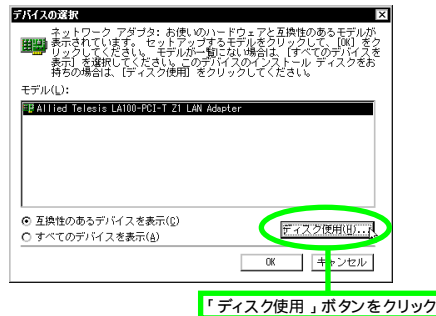 デバイスの選択
ネットワーク アダプタ: お使いのハードウェアと互換性のあるモデルが
表示されています。 セットアップするモデルをクリックして、[OK] をク
リックしてください。 モデルが一覧にない場合は、[すべてのデバイスを
表示] を選択してください。このデバイスのインストール ディスクをお
持ちの場合は、[ディスク使用] をクリックしてください。
モデル(L):
Allied Telesis LA100-PCI-T Z1 LAN Adapter
互換性のあるデバイスを表示(C)
すべてのデバイスを表示(A)
ディスク使用(H)...
OK
キャンセル
「ディスク使用」ボタンをクリック